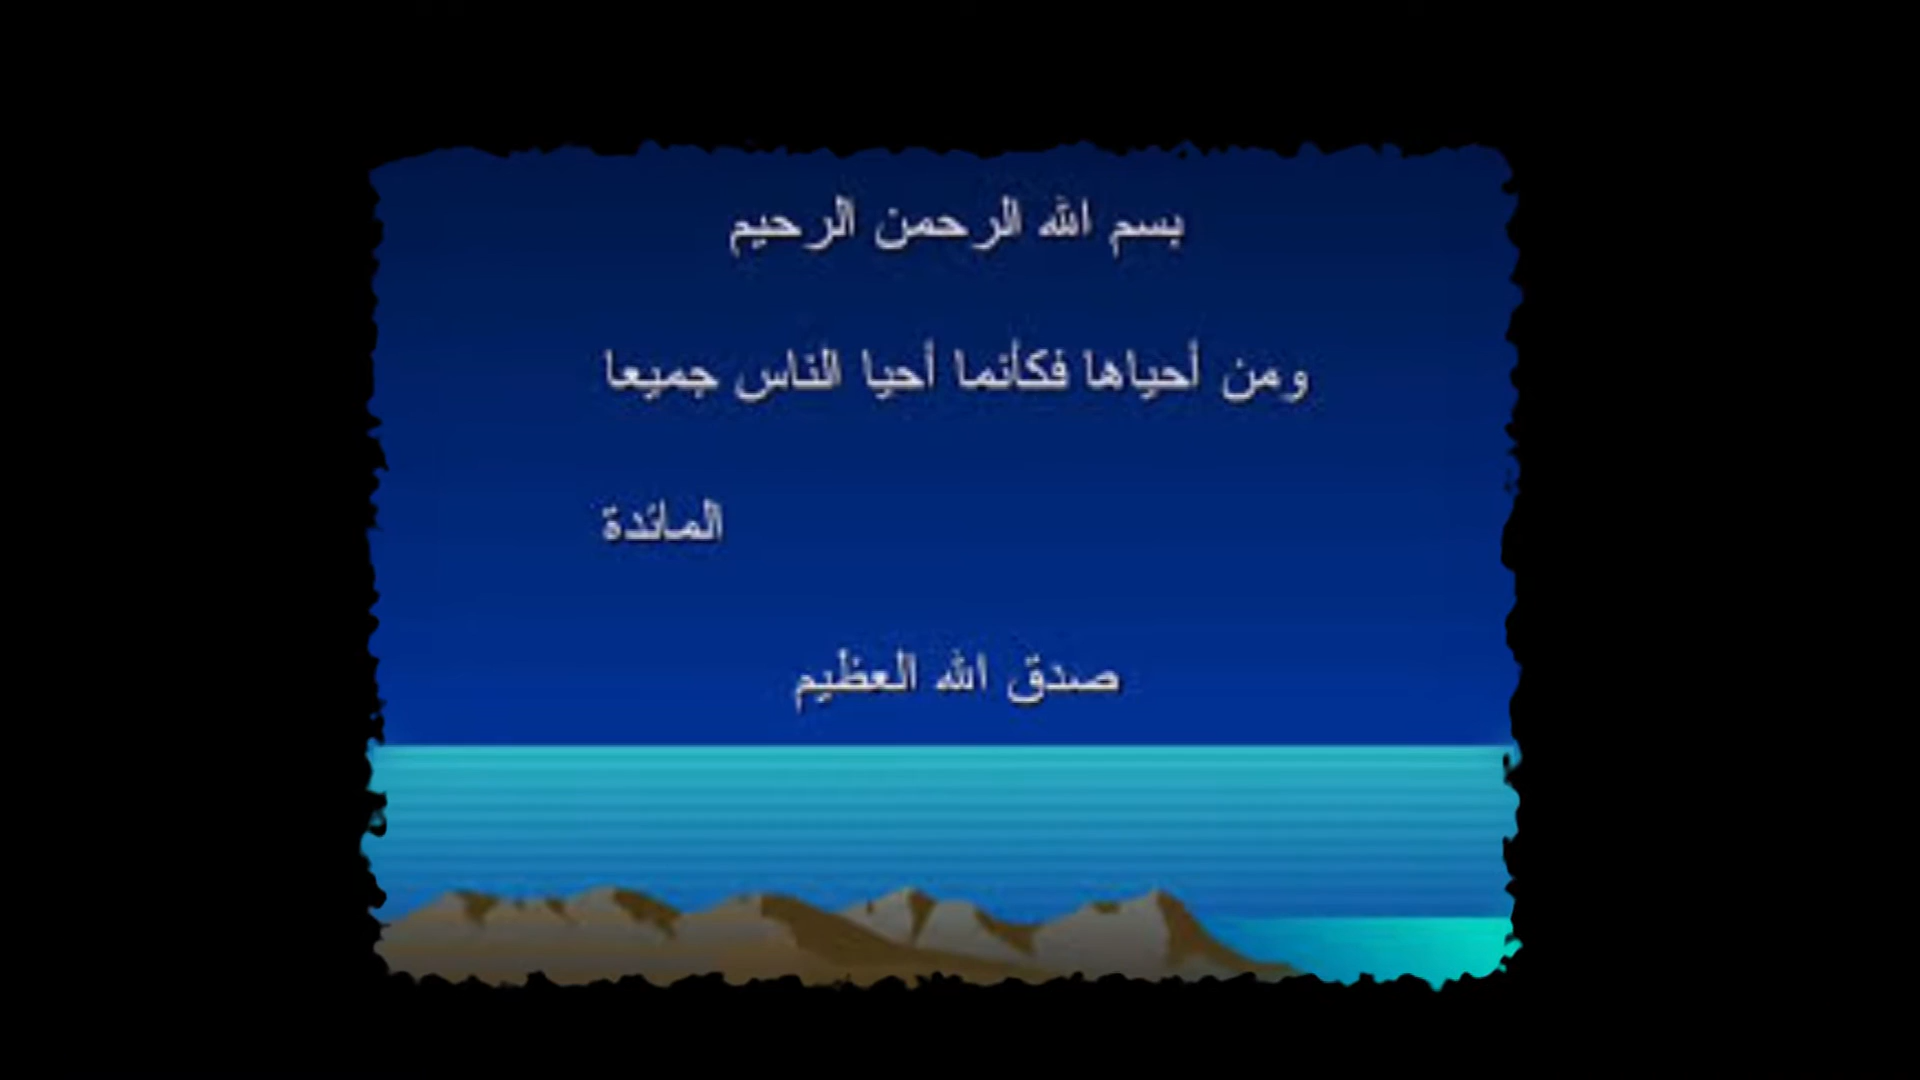 بسم الله الرحمن الرحيم
ومن أحياها فكأنما أحيا الناس جميعا
المائدة
صدق الله العظيم